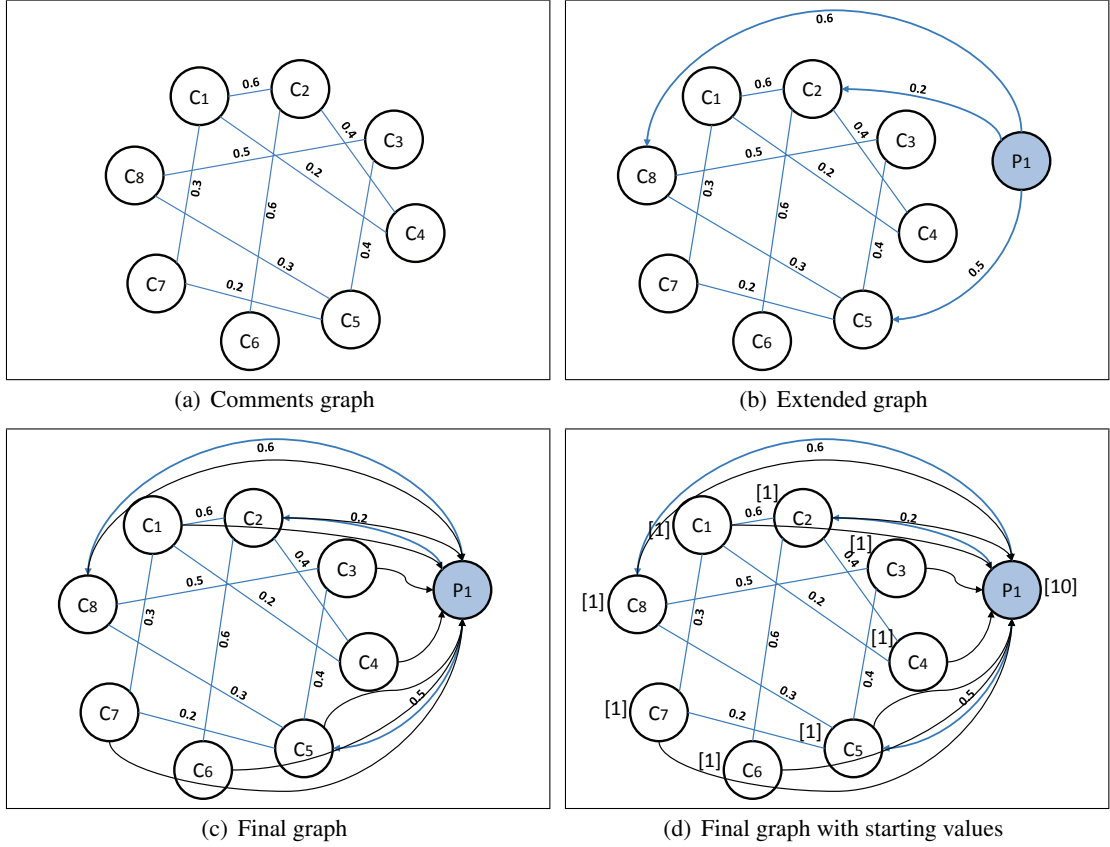 0.6
C1
C2
0.6
0.4
C3
0.5
C8
0.2
0.3
0.6
C4
0.4
0.3
C7
0.2
C5
C6
(a) Comments graph
0.6
C1
C2
0.2
0.4
C3
0.5
P1
C8
0.2
0.3
0.6
C4
0.4
0.3
0.5
C7
0.2
C5
C6
(b) Extended graph
0.6
C1
0.6
C2
0.2
0.4
C3
0.5
P1
C8
0.2
0.3
0.6
C4
0.4
0.3
0.5
C7
0.2
C5
C6
(c) Final graph
0.6
[1]
C1
0.6
[1]
C2
0.2
[1]
0.4
C3
0.5
P1
[10]
[1]
C8
0.2
0.3
0.6
[1]
C4
0.4
0.3
0.5
[1]
C7
0.2
[1]
C5
[1]
C6
(d) Final graph with starting values